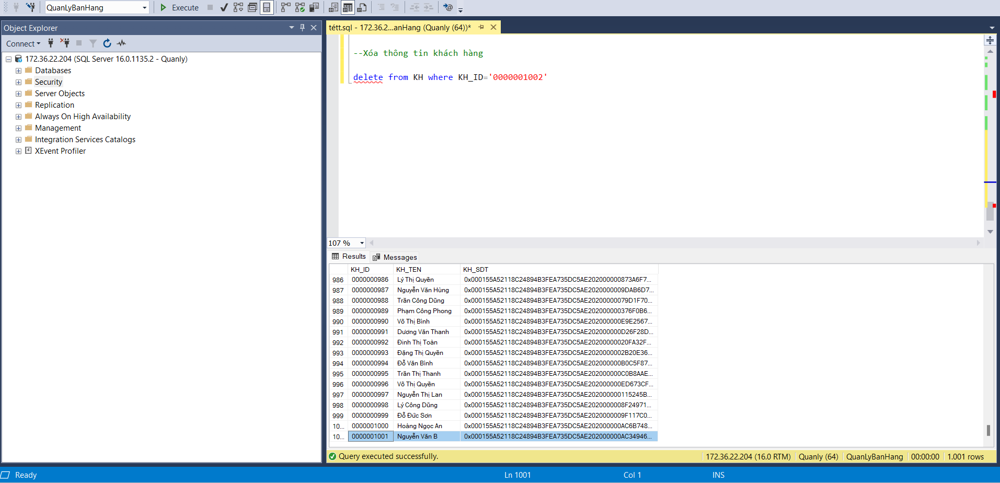 QuanLyBanHang
Execute
Object Explorer
Connect
172.36.22.204 (SQL Server 16.0.1135.2 - Quanly)
Databases
Security
Server Objects
Replication
Always On High Availability
Management
Integration Services Catalogs
XEvent Profiler
tétt.sql - 172.36.2...anHang (Quanly (64))*
--Xóa thông tin khách hàng
delete from KH where KH_ID='0000001002'
107 %
Results Messages
KH_ID KH_TEN KH_SDT
986 0000000986 Lý Thị Quyền 0x000155A52118C24894B3FEA735DC5AE202000000873A6F7...
987 0000000987 Nguyễn Văn Hùng 0x000155A52118C24894B3FEA735DC5AE2020000009DAB6D7...
988 0000000988 Trần Công Dũng 0x000155A52118C24894B3FEA735DC5AE20200000079D1F70...
989 0000000989 Phạm Công Phong 0x000155A52118C24894B3FEA735DC5AE202000000376F0B6...
990 0000000990 Võ Thị Bình 0x000155A52118C24894B3FEA735DC5AE202000000E9E2567...
991 0000000991 Dương Văn Thanh 0x000155A52118C24894B3FEA735DC5AE202000000D26F28D...
992 0000000992 Đinh Thị Toàn 0x000155A52118C24894B3FEA735DC5AE20200000020FA32F...
993 0000000993 Đặng Thị Quyền 0x000155A52118C24894B3FEA735DC5AE2020000002B20E36...
994 0000000994 Đỗ Văn Bình 0x000155A52118C24894B3FEA735DC5AE202000000B0C5F87...
995 0000000995 Trần Thị Thanh 0x000155A52118C24894B3FEA735DC5AE202000000C0B8AAE...
996 0000000996 Võ Thị Quyền 0x000155A52118C24894B3FEA735DC5AE202000000ED673CF...
997 0000000997 Nguyễn Thị Lan 0x000155A52118C24894B3FEA735DC5AE202000000115245B...
998 0000000998 Lý Công Dũng 0x000155A52118C24894B3FEA735DC5AE2020000008F24971...
999 0000000999 Đỗ Đức Sơn 0x000155A52118C24894B3FEA735DC5AE2020000009F117C0...
10... 0000001000 Hoàng Ngọc An 0x000155A52118C24894B3FEA735DC5AE202000000AC6B748...
10... 0000001001 Nguyễn Văn B 0x000155A52118C24894B3FEA735DC5AE202000000AC34946...
Query executed successfully. 172.36.22.204 (16.0 RTM) Quanly (64) QuanLyBanHang 00:00:00 1.001 rows
Ready Ln 1001 Col 1 INS